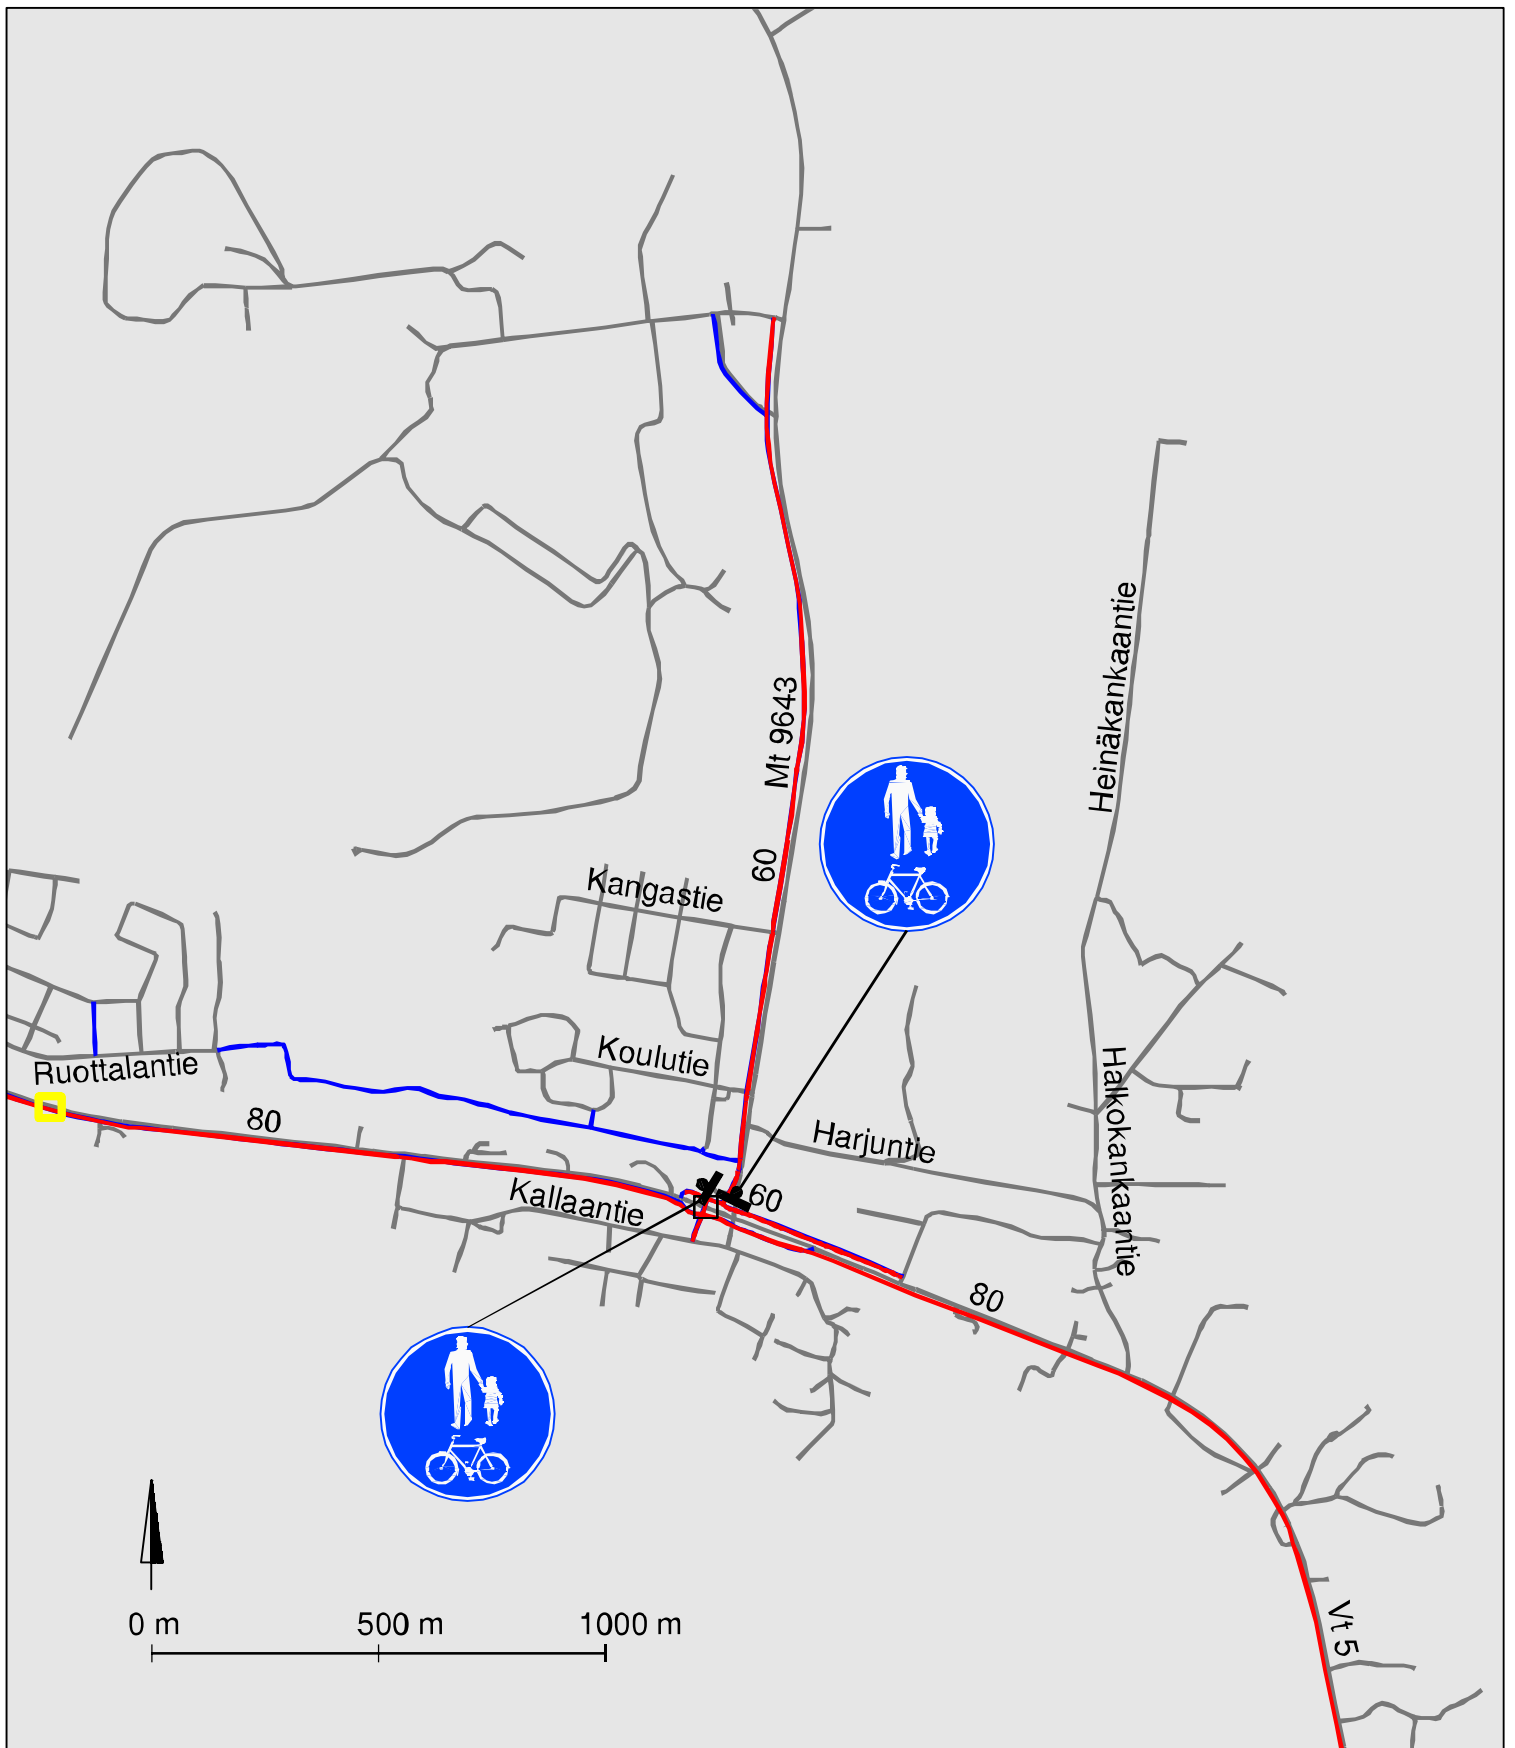 Heinäkankaantie
Mt 9643
60
Kangastie
Koulutie
Ruottalantie
80
Halkokankaantie
Harjuntie
Kallaantie
60
80
Vt 5
0 m
500 m
1000 m